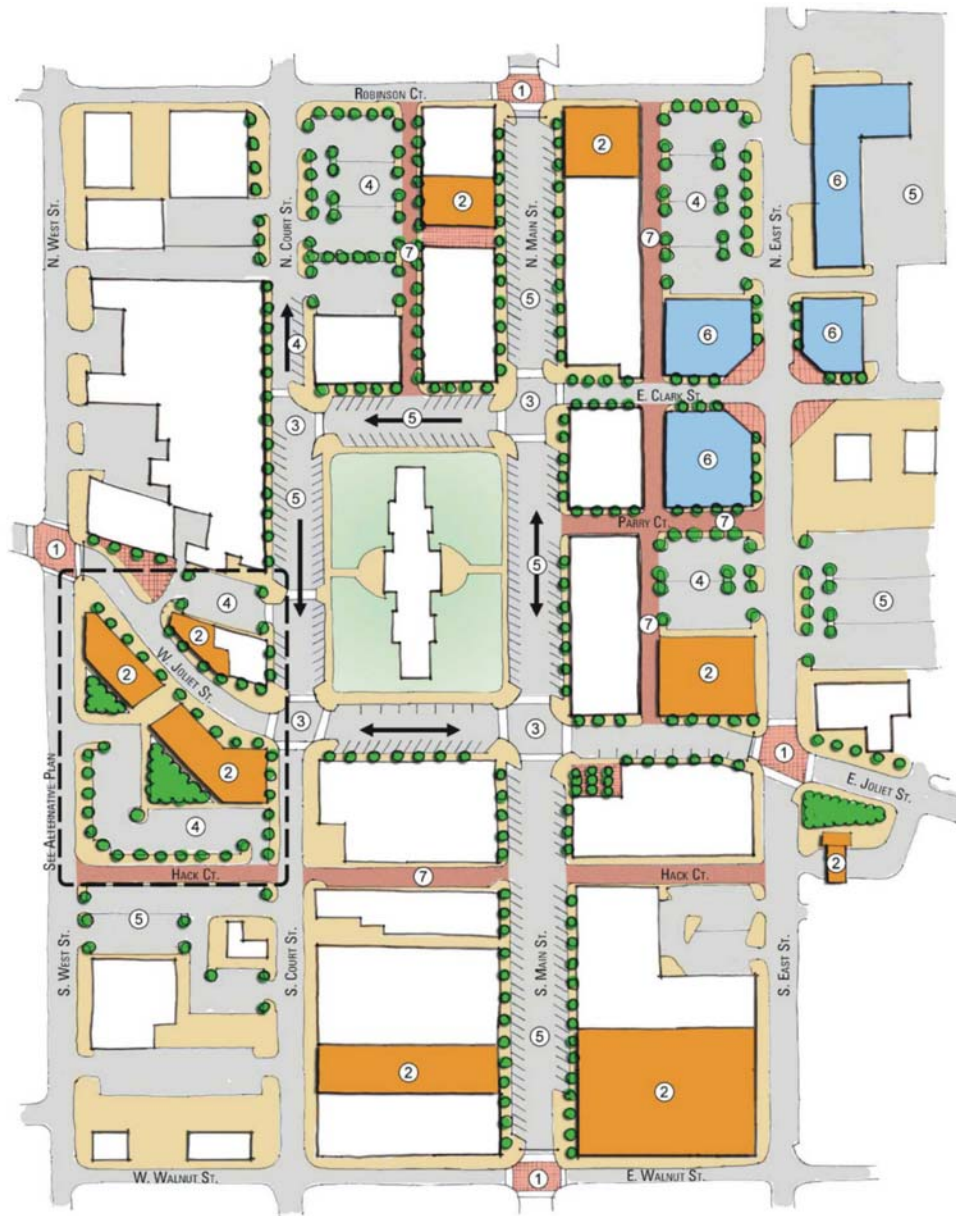 1
ROBINSON CT.
2
4
2
N. MAIN ST.
4
6
5
N. WEST ST.
N. COURT ST.
7
7
N. EAST ST.
5
6
6
4
E. CLARK ST.
3
5
3
6
5
PARRY CT.
7
1
5
4
5
4
2
7
2
W. JOLIET ST.
2
3
3
1
2
E. JOLIET ST.
SEE ALTERNATIVE PLAN
4
2
HACK CT.
7
HACK CT.
5
S. WEST ST.
S. COURT ST.
S. MAIN ST.
S. EAST ST.
5
2
2
W. WALNUT ST.
1
E. WALNUT ST.